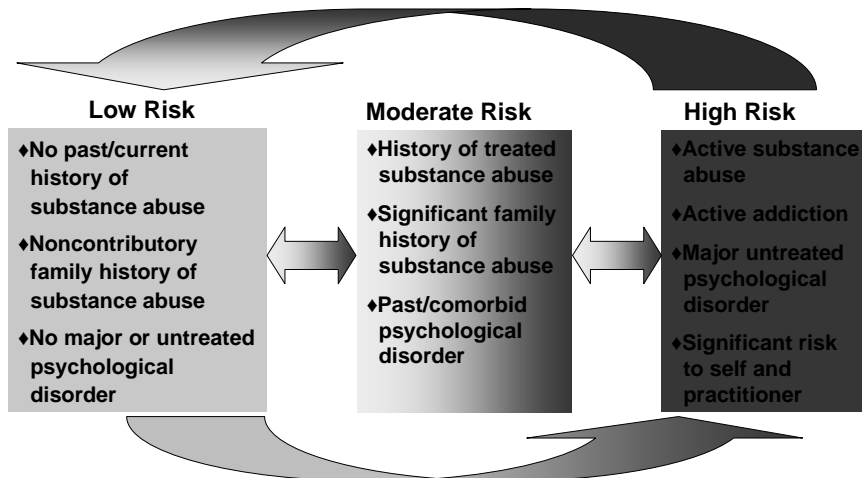 Low Risk
♦No past/current
history of
substance abuse
♦Noncontributory
family history of
substance abuse
♦No major or untreated
psychological
disorder
Moderate Risk
♦History of treated
substance abuse
♦Significant family
history of
substance abuse
♦Past/comorbid
psychological
disorder
High Risk
♦Active substance
abuse
♦Active addiction
♦Major untreated
psychological
disorder
♦Significant risk
to self and
practitioner